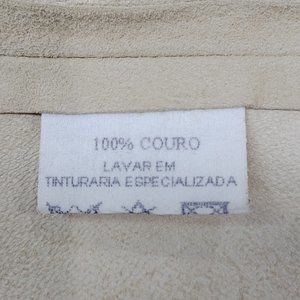 100% COURO
LAVAR EM
TINTURARIA ESPECIALIZADA